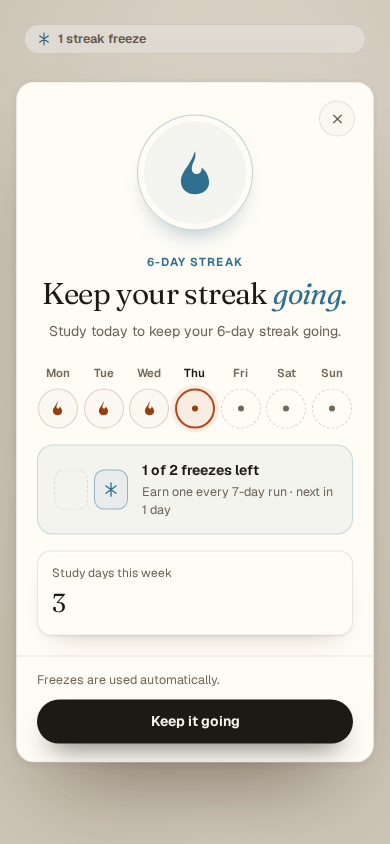 1 streak freeze
6-DAY STREAK
Keep your streak going.
Study today to keep your 6-day streak going.
Mon Tue Wed Thu Fri Sat Sun
1 of 2 freezes left
Earn one every 7-day run · next in
1 day
Study days this week
3
Freezes are used automatically.
Keep it going